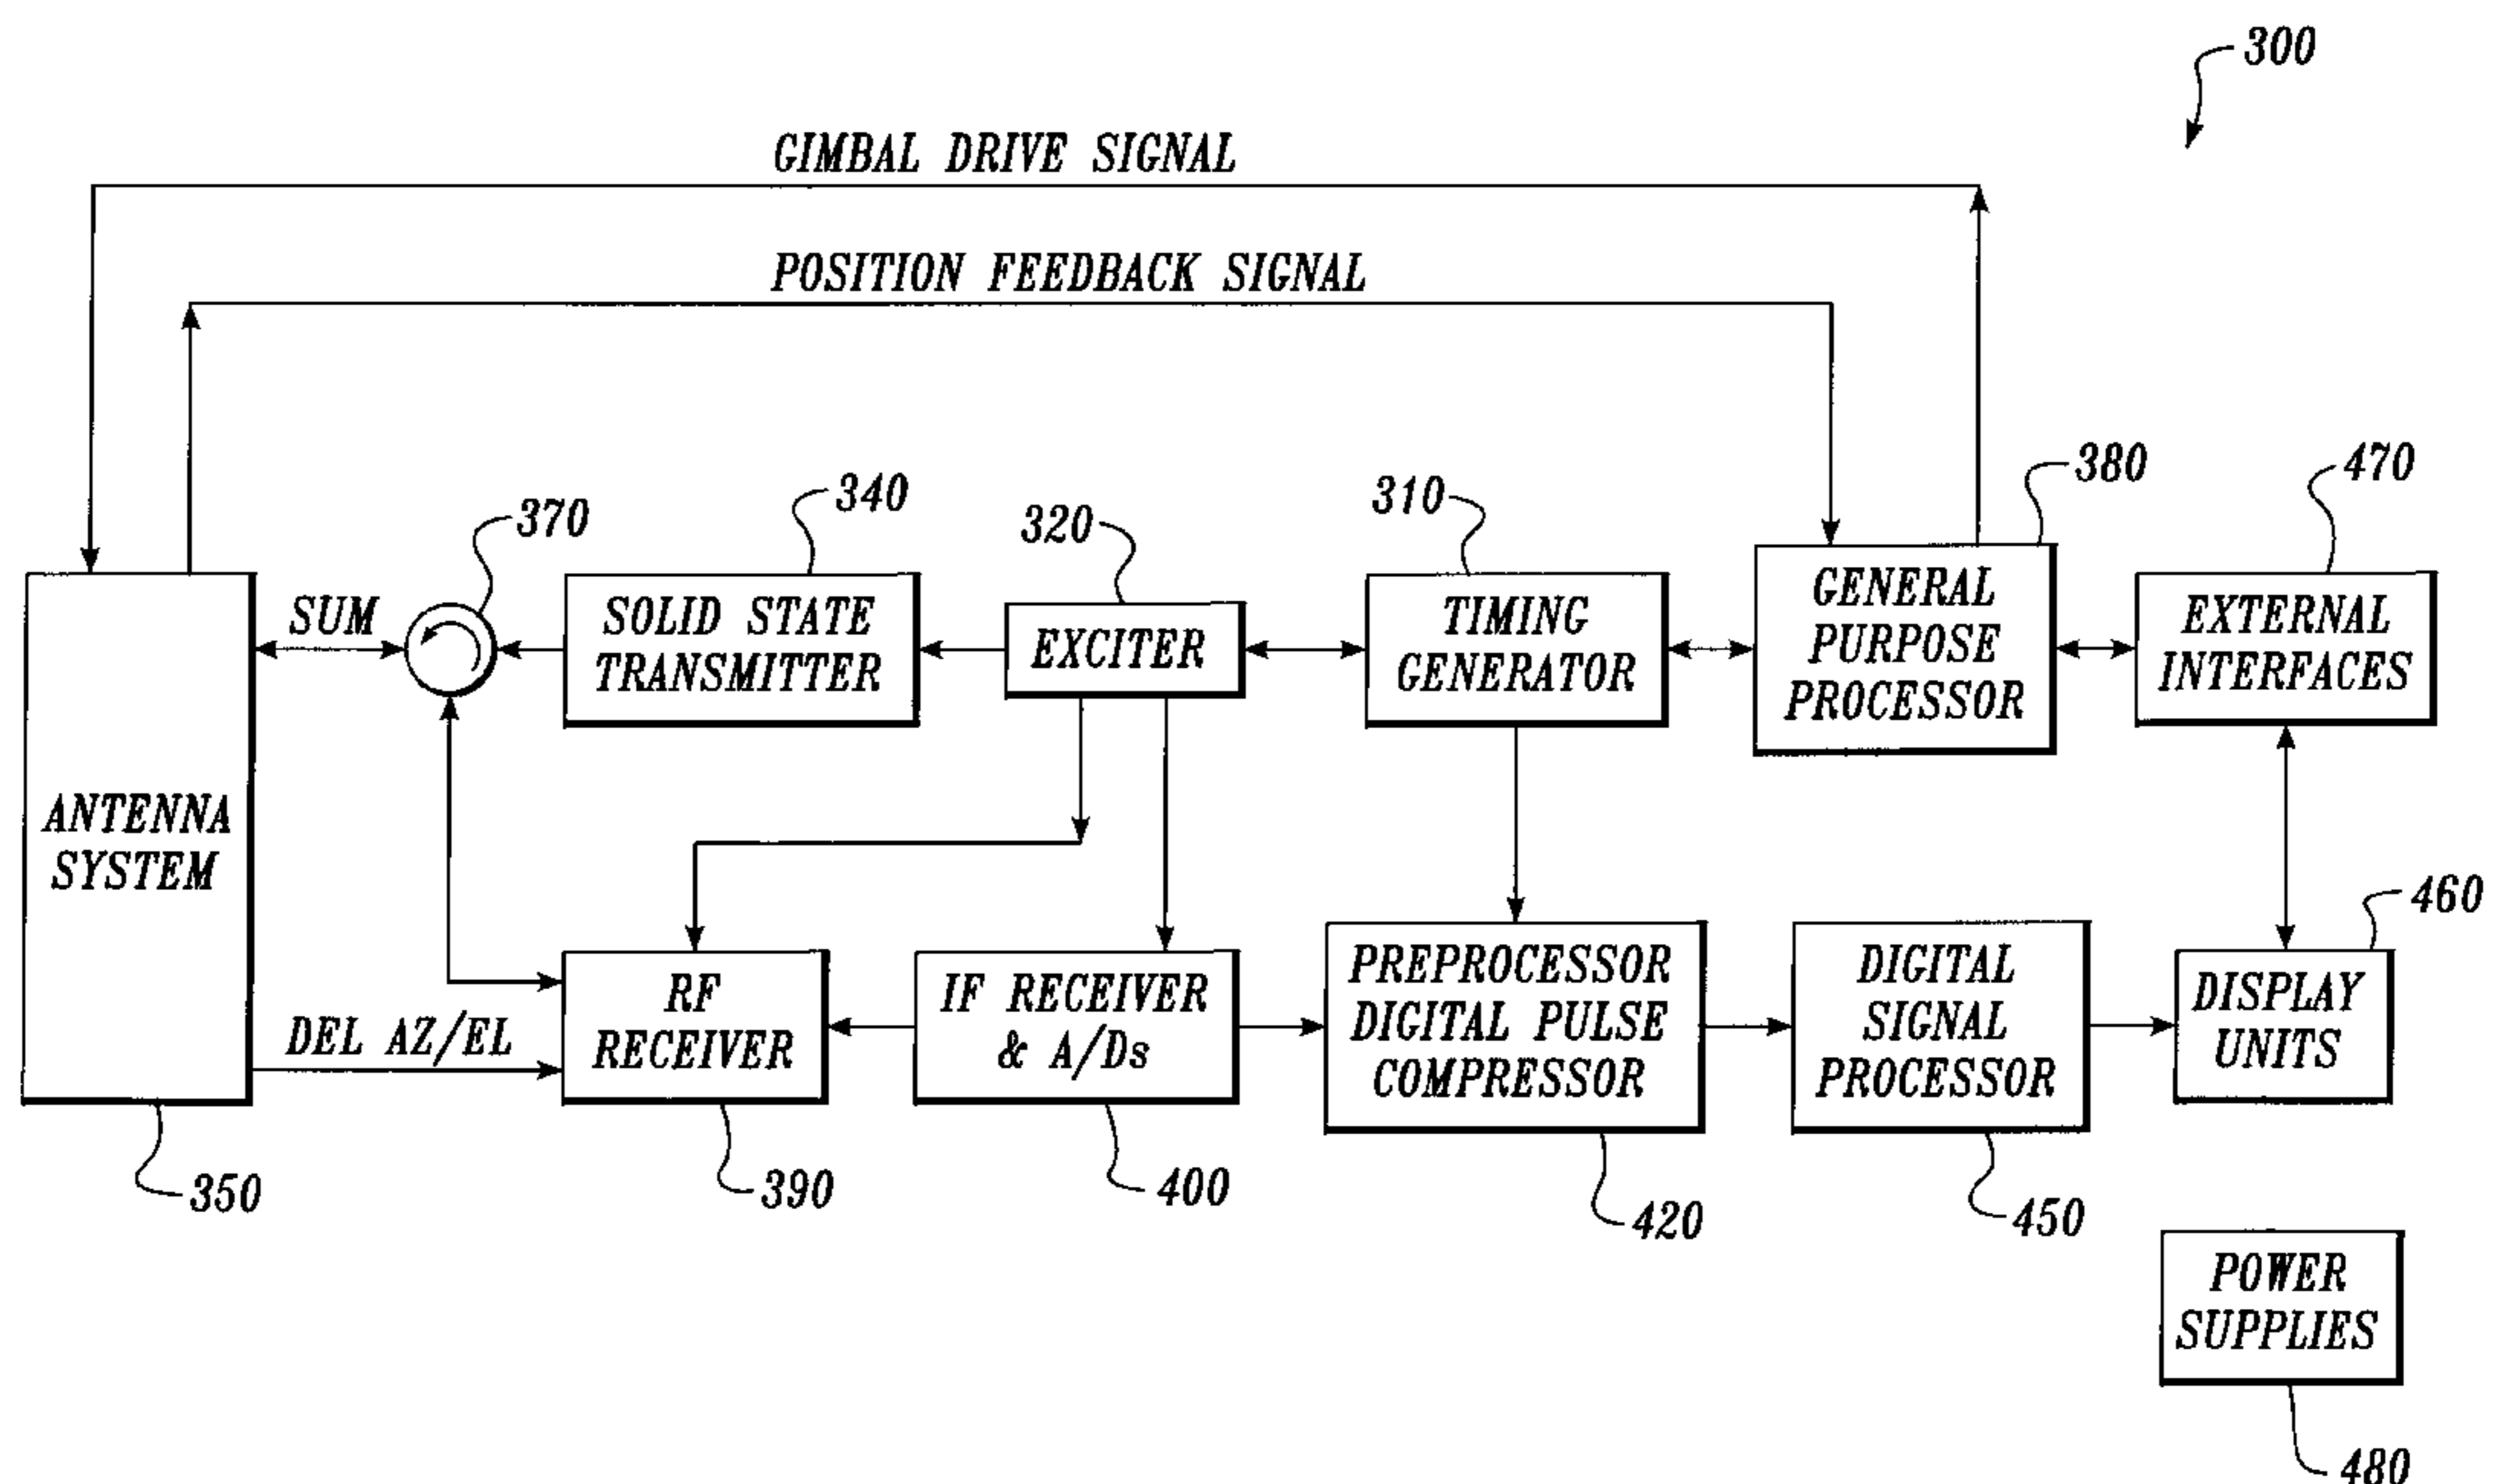 300
GIMBAL DRIVE SIGNAL
POSITION FEEDBACK SIGNAL
370
340
320
310
380
470
SUM
SOLID STATE
TRANSMITTER
EXCITER
TIMING
GENERATOR
GENERAL
PURPOSE
PROCESSOR
EXTERNAL
INTERFACES
ANTENNA
SYSTEM
460
DEL AZ/EL
RF
RECEIVER
IF RECEIVER
& A/Ds
PREPROCESSOR
DIGITAL PULSE
COMPRESSOR
DIGITAL
SIGNAL
PROCESSOR
DISPLAY
UNITS
350
390
400
420
450
POWER
SUPPLIES
480